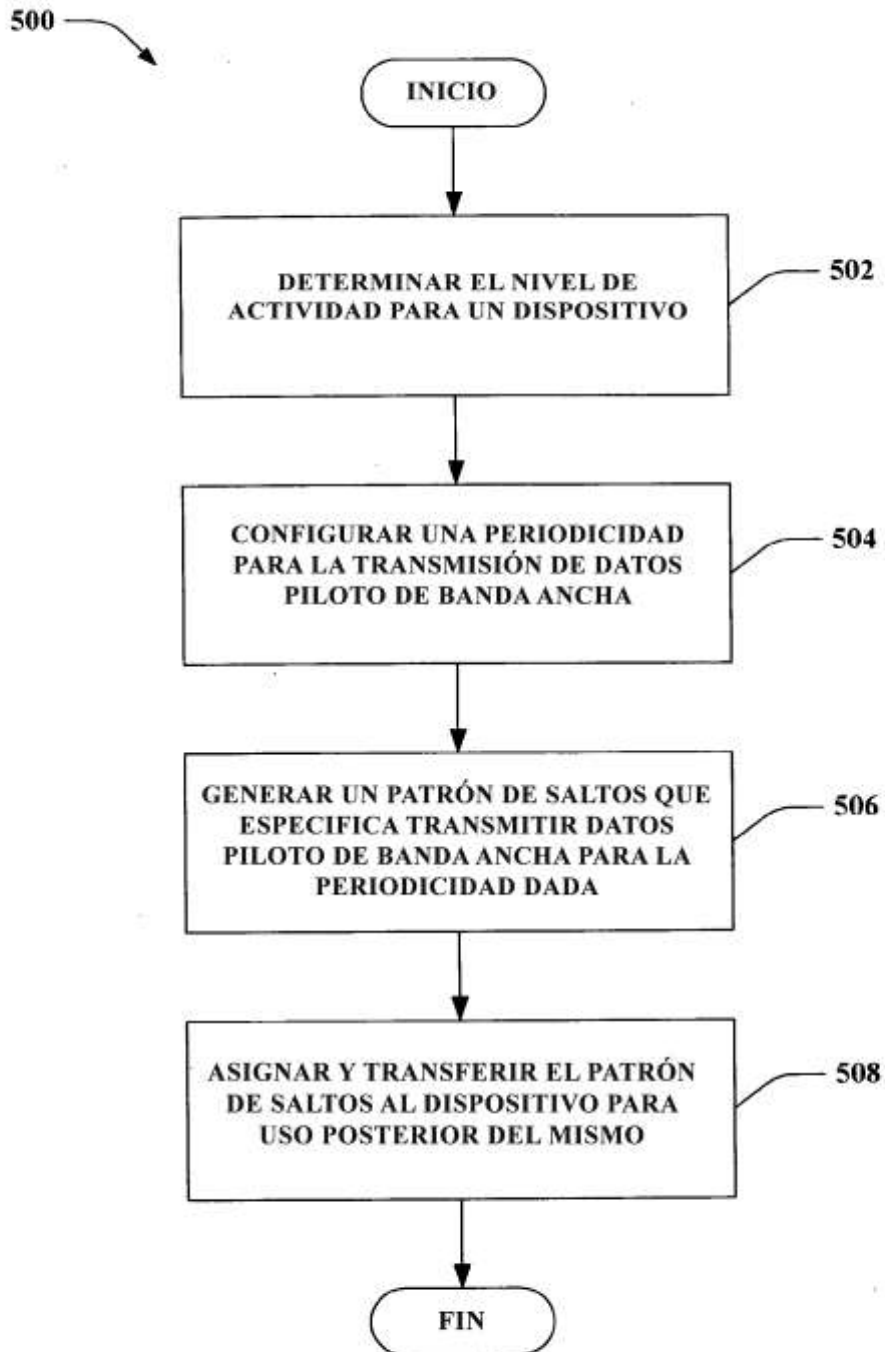 500
INICIO
DETERMINAR EL NIVEL DE
ACTIVIDAD PARA UN DISPOSITIVO
502
CONFIGURAR UNA PERIODICIDAD
PARA LA TRANSMISIÓN DE DATOS
PILOTO DE BANDA ANCHA
504
GENERAR UN PATRÓN DE SALTOS QUE
ESPECIFICA TRANSMITIR DATOS
PILOTO DE BANDA ANCHA PARA LA
PERIODICIDAD DADA
506
ASIGNAR Y TRANSFERIR EL PATRÓN
DE SALTOS AL DISPOSITIVO PARA
USO POSTERIOR DEL MISMO
508
FIN